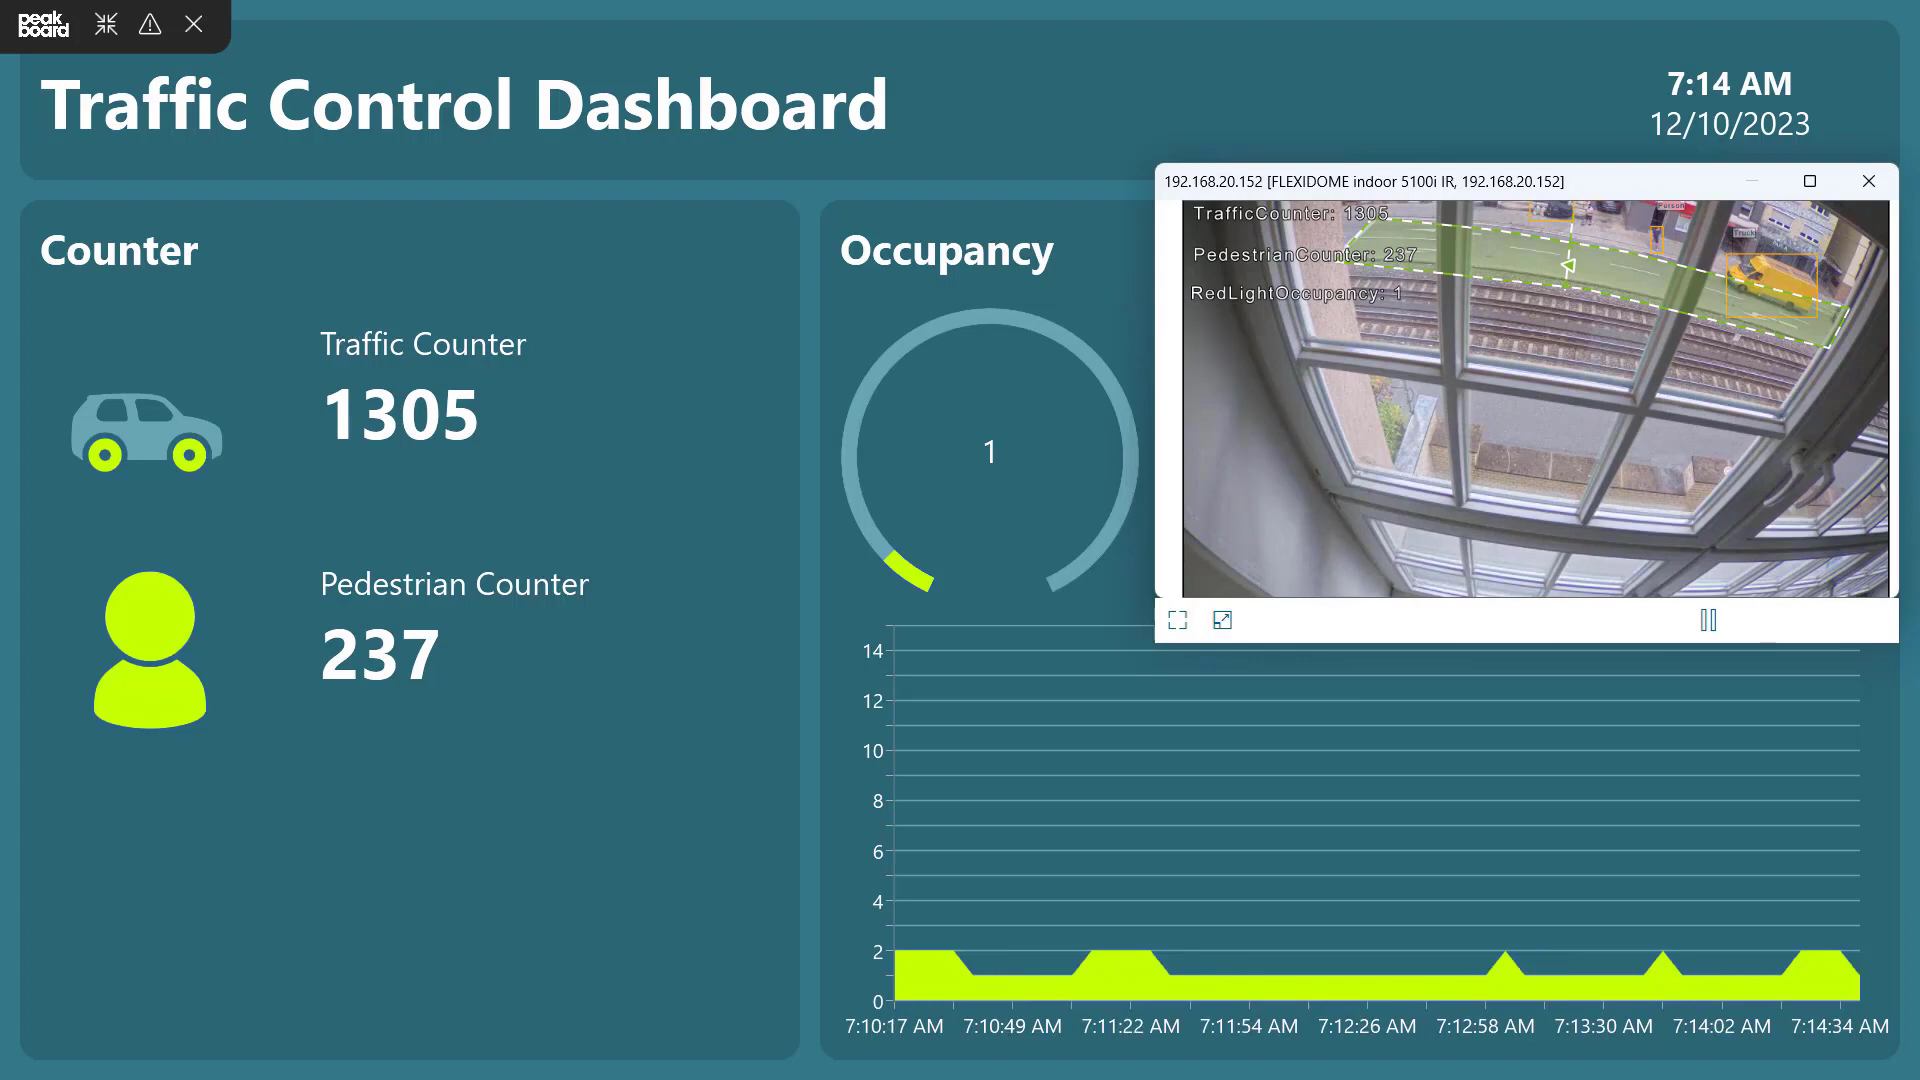 peak
board
Traffic Control Dashboard
7:14 AM
12/10/2023
192.168.20.152 [FLEXIDOME indoor 5100i IR, 192.168.20.152]
TrafficCounter: 1305
PedestrianCounter: 237
RedLightOccupancy: 1
Person
Truck
Counter
Traffic Counter
1305
Pedestrian Counter
237
Occupancy
1
14
12
10
8
6
4
2
0
7:10:17 AM 7:10:49 AM 7:11:22 AM 7:11:54 AM 7:12:26 AM 7:12:58 AM 7:13:30 AM 7:14:02 AM 7:14:34 AM